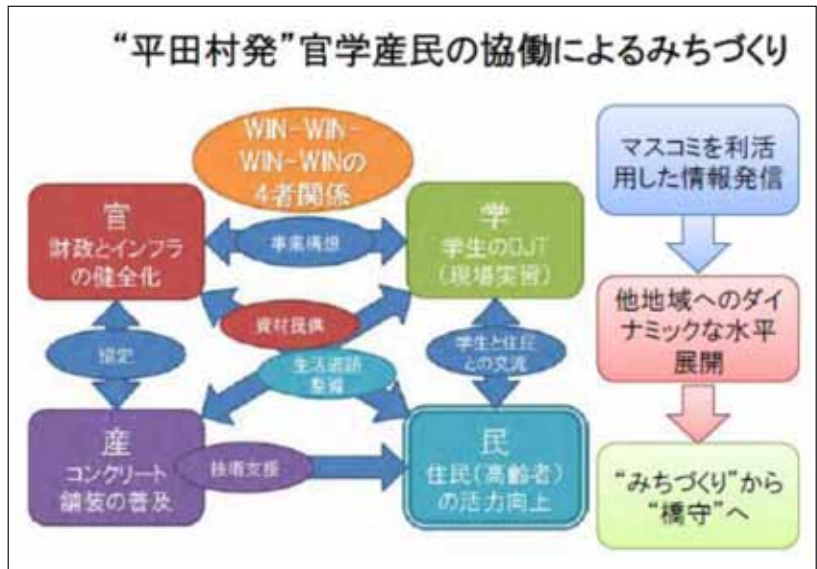 “平田村発”官学産民の協働によるみちづくり
WIN-WIN-
WIN-WINの
4者関係
官
財政とインフラ
の健全化
事業構想
学
学生のOJT
(現場実習)
資材提供
協定
生活道路
整備
学生と住民
との交流
産
コンクリート
舗装の普及
技術支援
民
住民(高齢者)
の活力向上
マスコミを利活
用した情報発信
他地域へのダイ
ナミックな水平
展開
“みちづくり”から
“橋守”へ